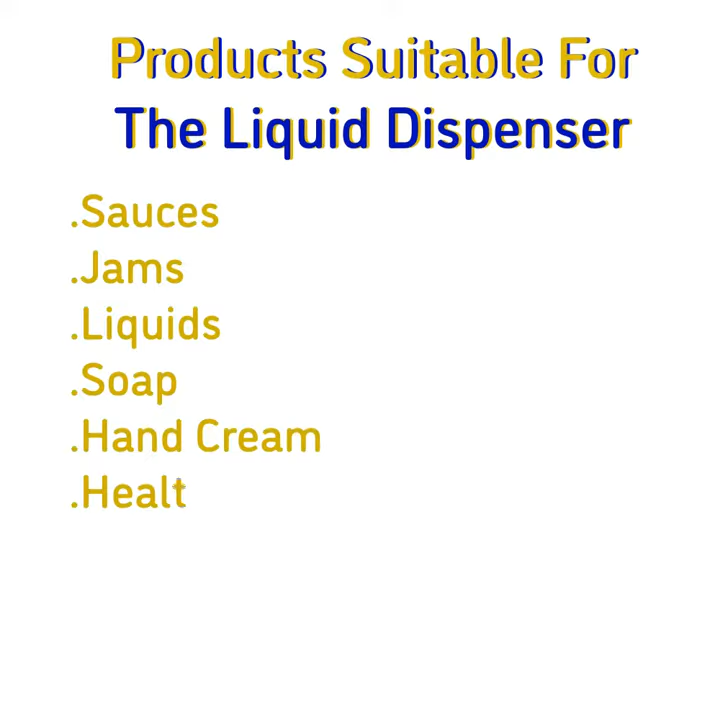 Products Suitable For
The Liquid Dispenser
.Sauces
.Jams
.Liquids
.Soap
.Hand Cream
.Healt